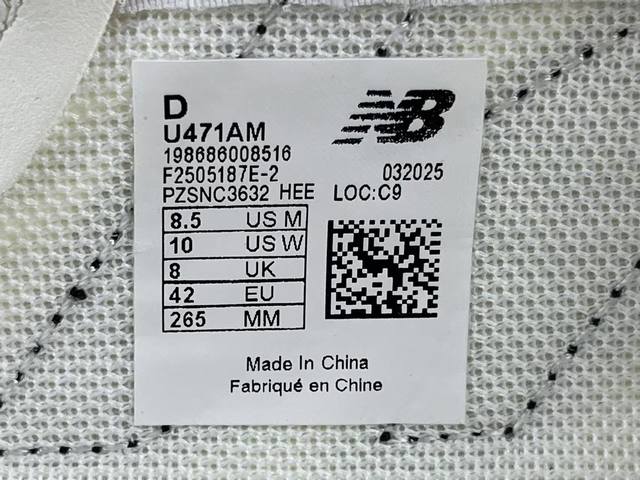 D
U471AM
198686008516
F2505187E-2 032025
PZSNC3632 HEE LOC:C9
8.5 US M
10 US W
8 UK
42 EU
265 MM
Made In China
Fabriqué en Chine
NB